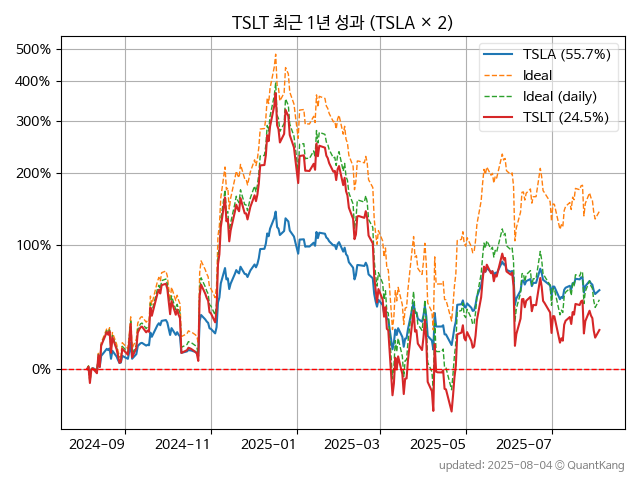 TSLT 최근 1년 성과 (TSLA × 2)
500%
400%
300%
200%
100%
0%
TSLA (55.7%)
Ideal
Ideal (daily)
TSLT (24.5%)
2024-09
2024-11
2025-01
2025-03
2025-05
2025-07
updated: 2025-08-04 © QuantKang